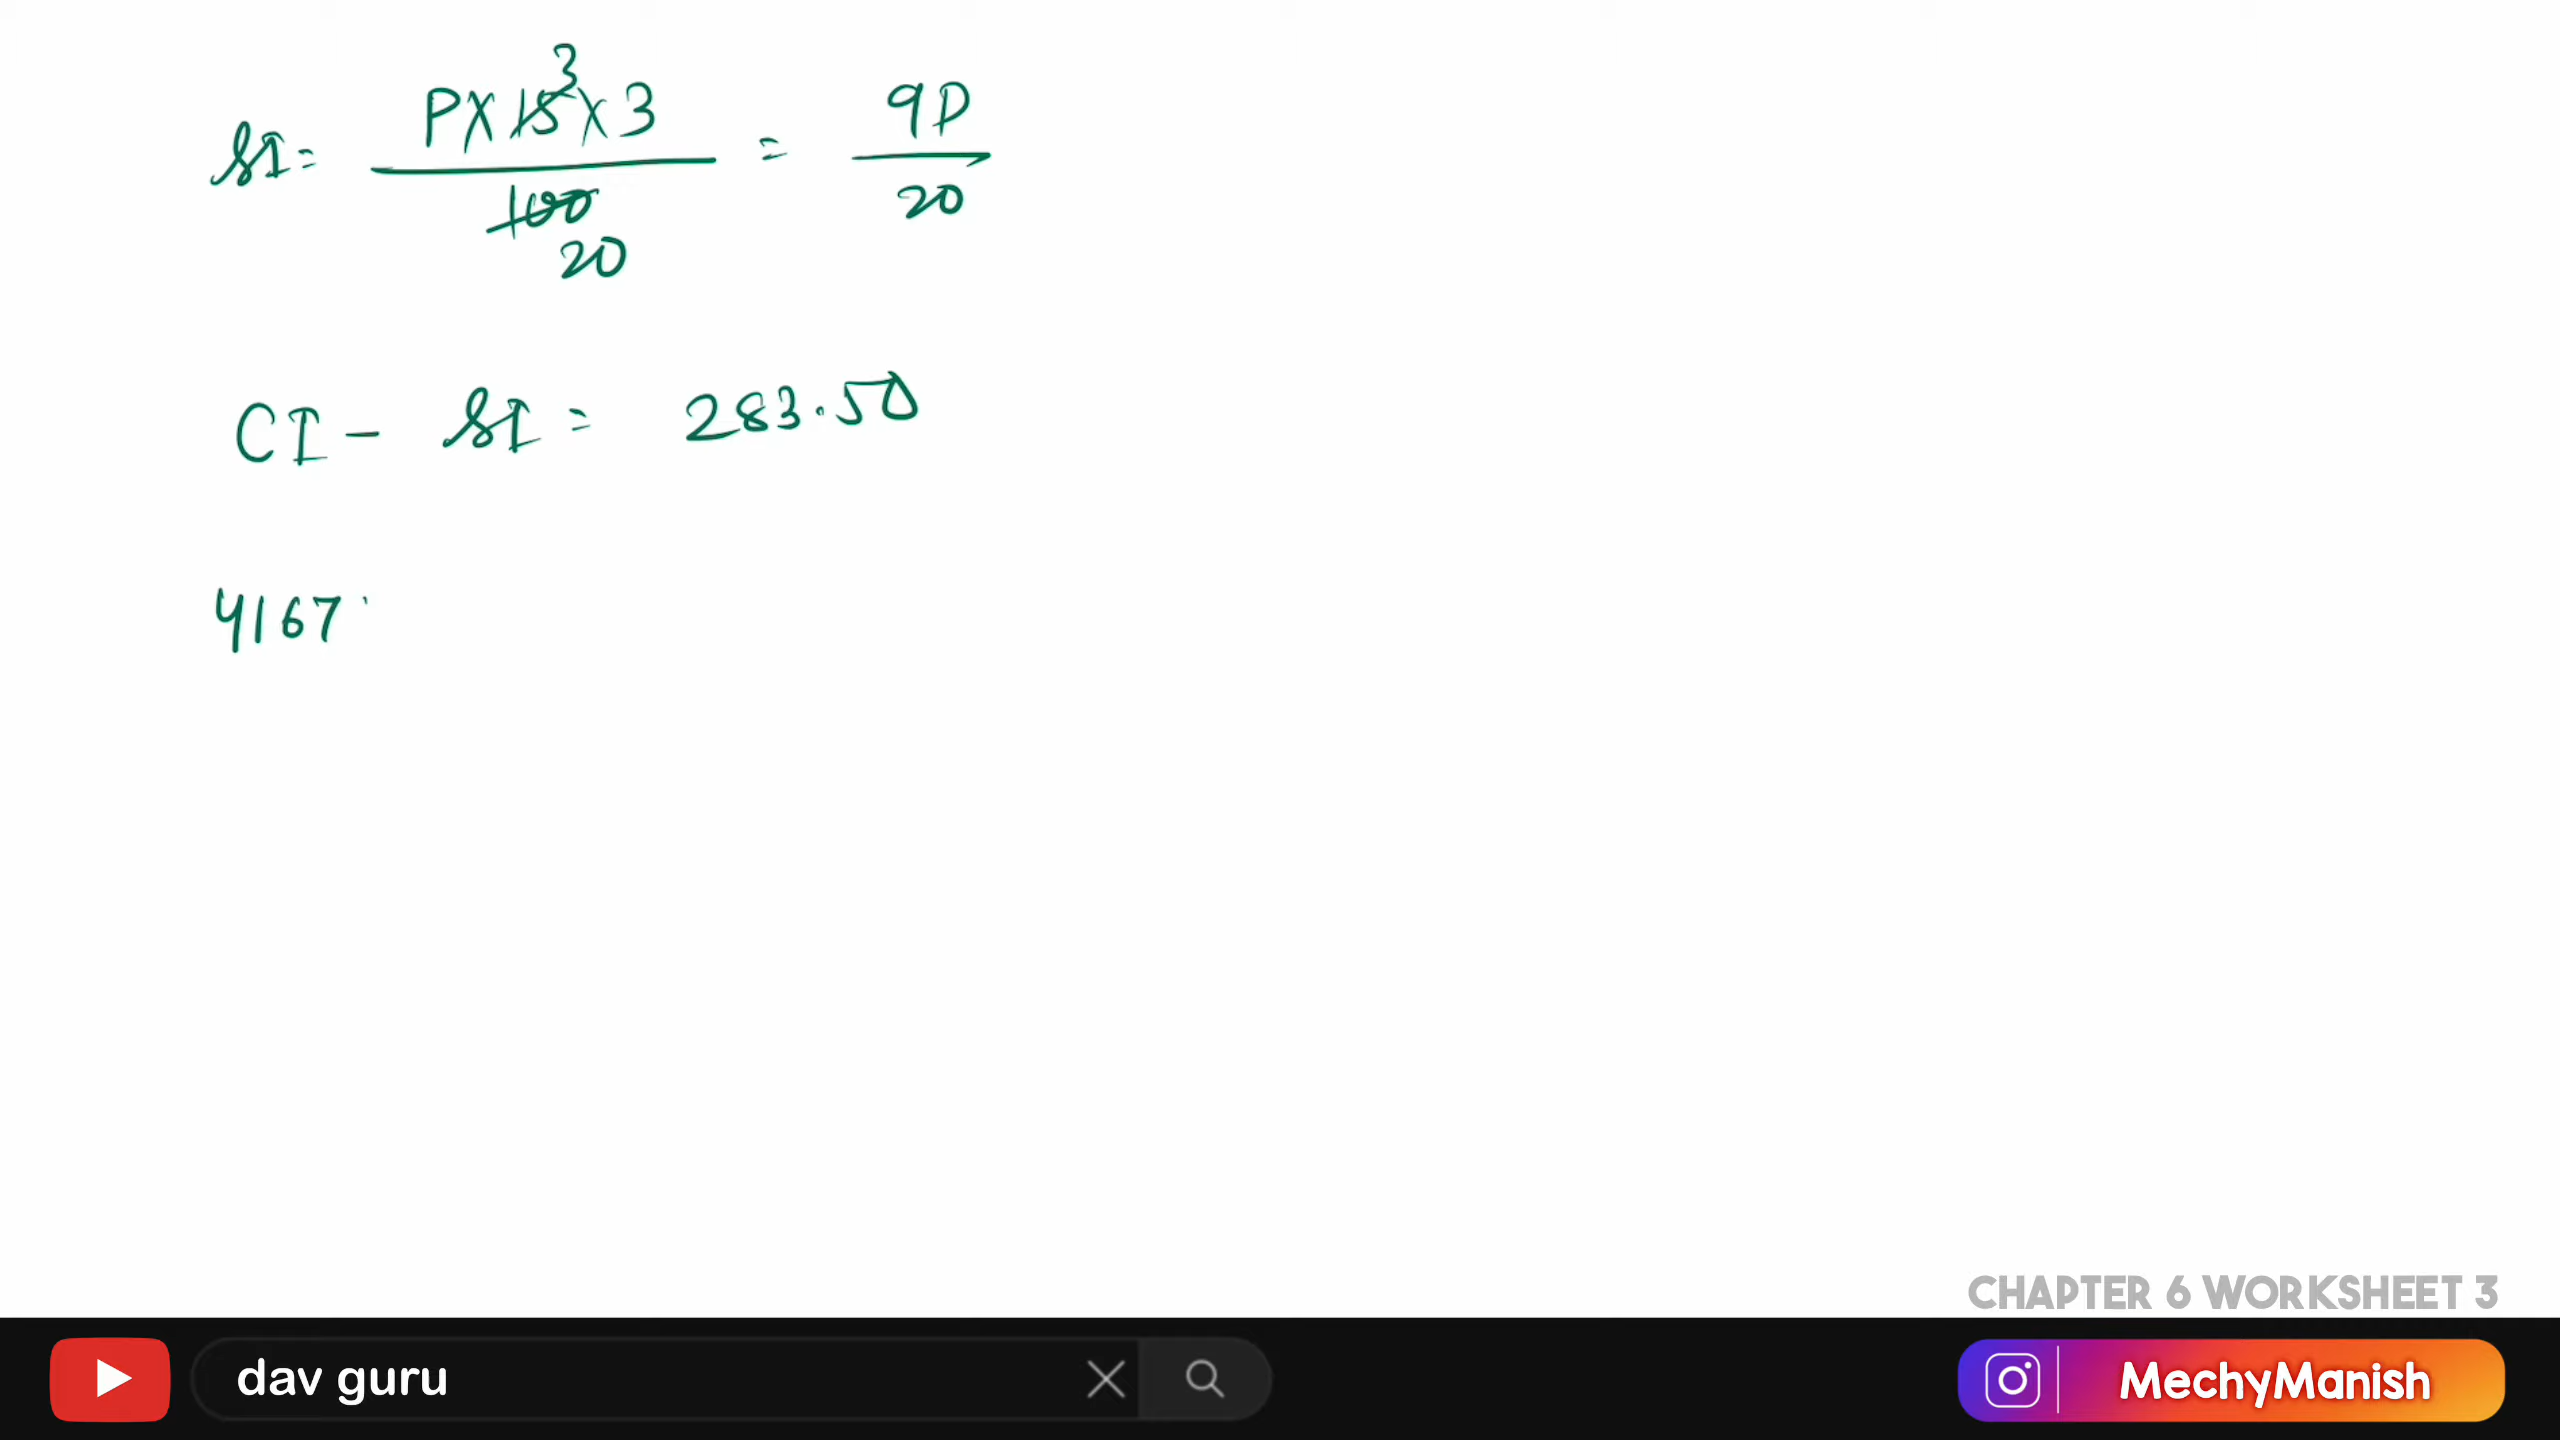 SI = P X 15 3 X 3 / 100 20 = 9P / 20
CI - SI = 283.50
4167
CHAPTER 6 WORKSHEET 3
dav guru
MechyManish